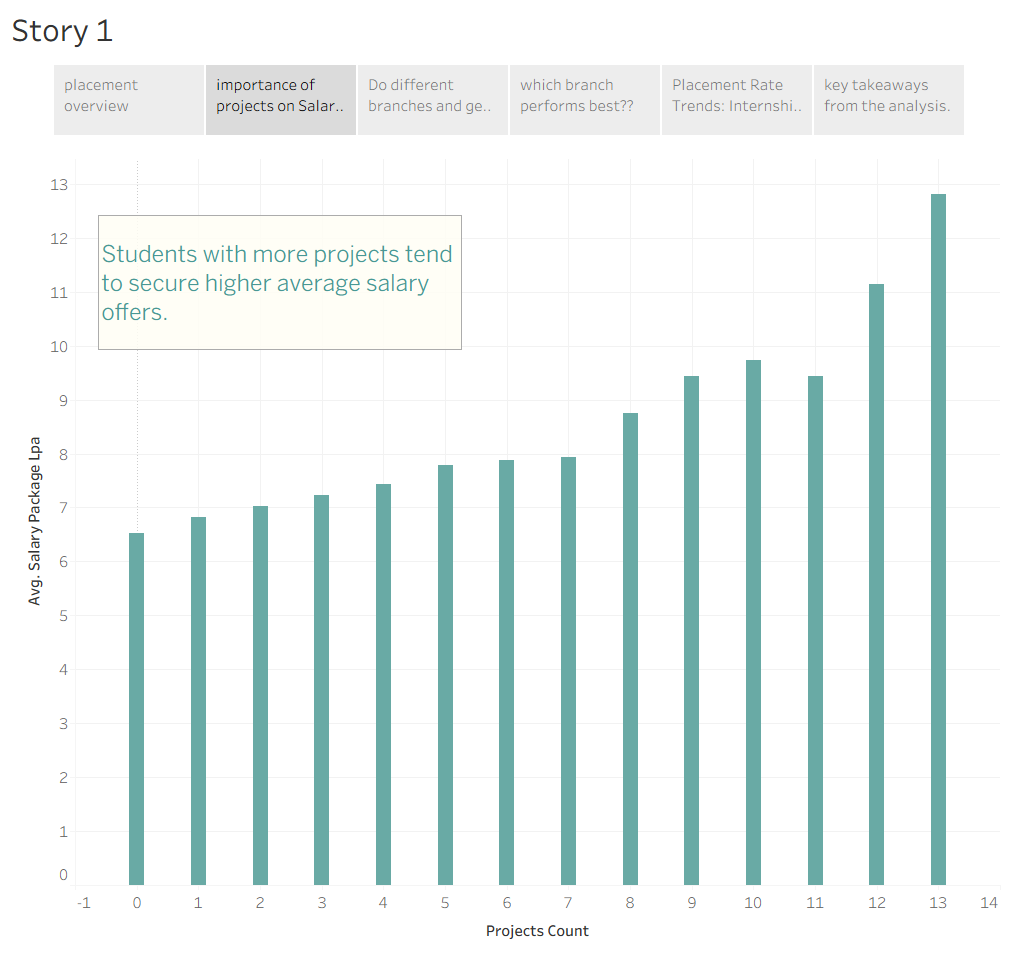 Story 1
placement
overview
importance of
projects on Salar..
Do different
branches and ge..
which branch
performs best??
Placement Rate
Trends: Internshi..
key takeaways
from the analysis.
Students with more projects tend
to secure higher average salary
offers.
Avg. Salary Package Lpa
13
12
11
10
9
8
7
6
5
4
3
2
1
0
-1 0 1 2 3 4 5 6 7 8 9 10 11 12 13 14
Projects Count